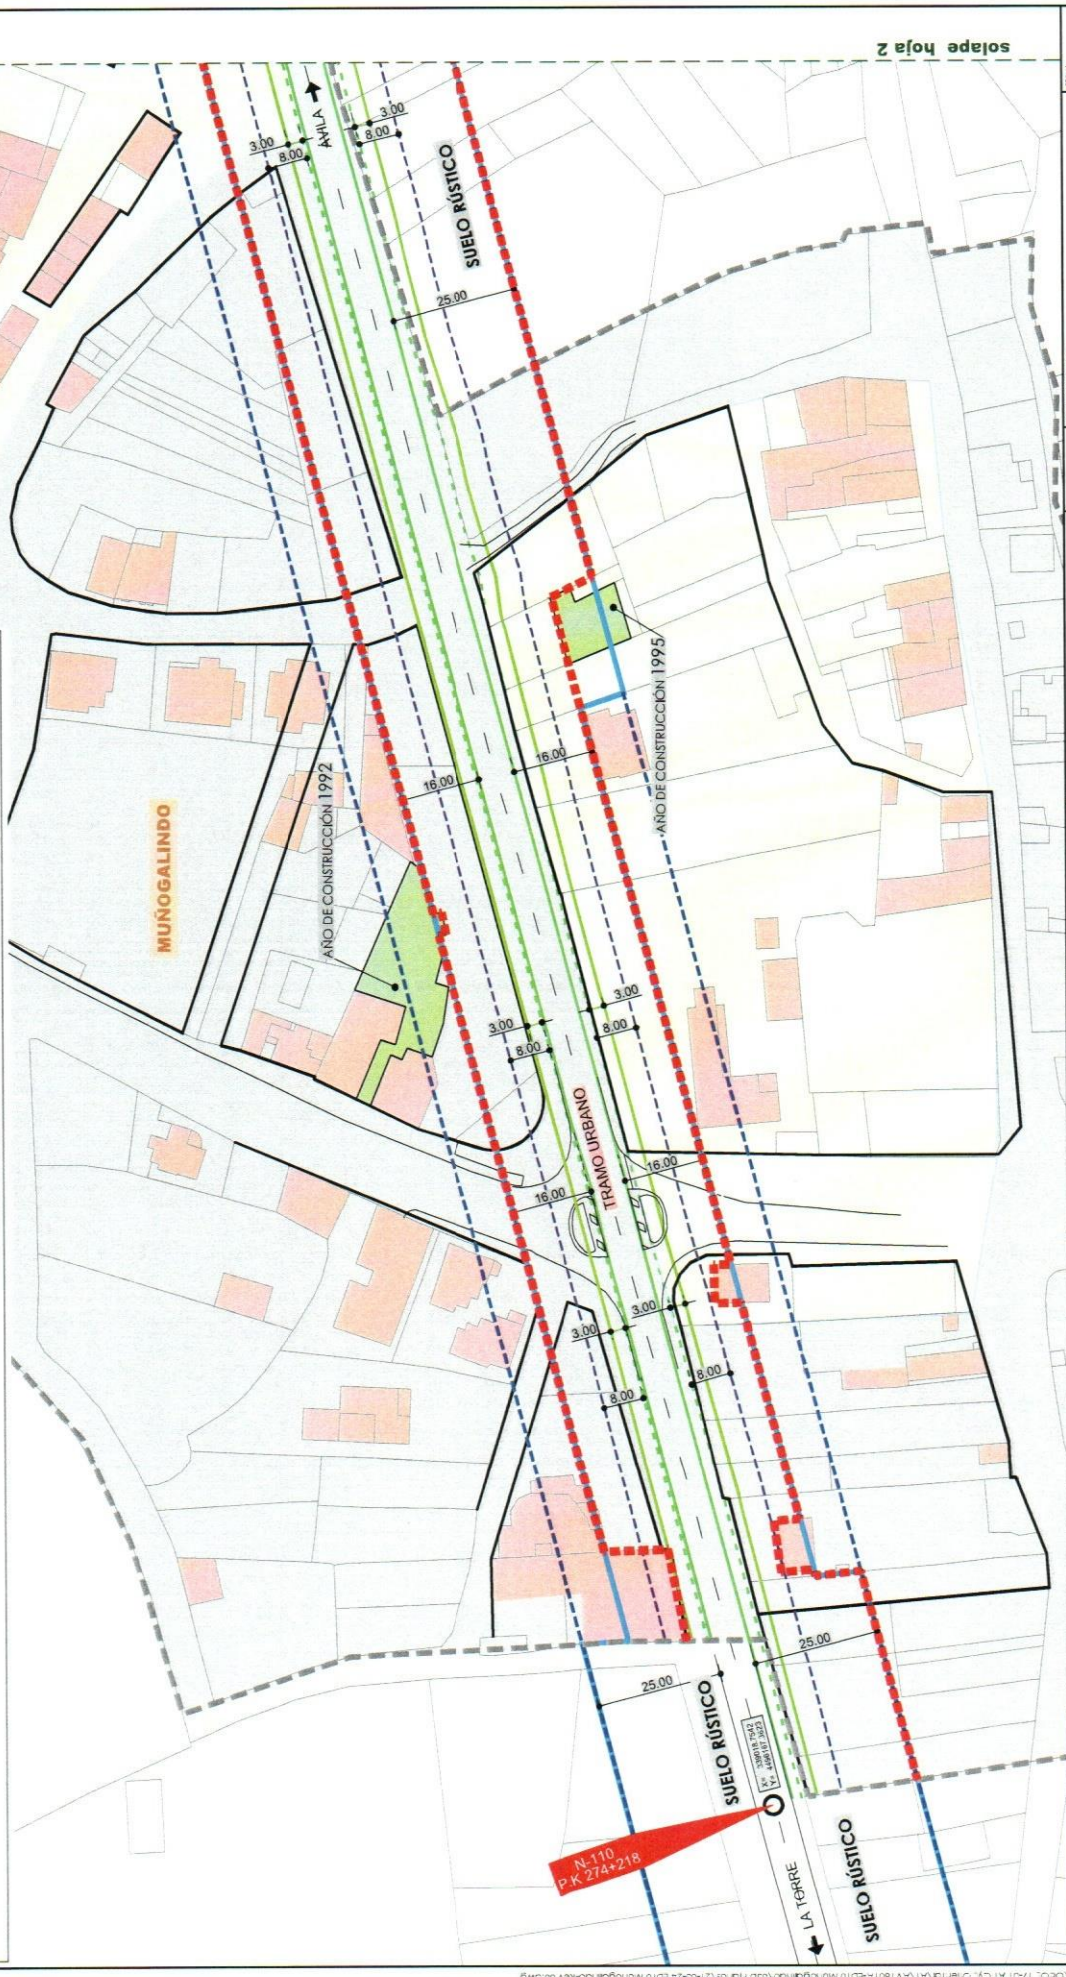 solape hoja 2
3.00
8.00
AVILA
3.00
8.00
SUELO RÚSTICO
25.00
MUÑOGALINDO
AÑO DE CONSTRUCCIÓN 1992
16.00
16.00
AÑO DE CONSTRUCCIÓN 1995
3.00
8.00
3.00
8.00
TRAMO URBANO
16.00
16.00
3.00
3.00
8.00
8.00
25.00
25.00
SUELO RÚSTICO
N-110
P.K 274+218
LA TORRE
SUELO RÚSTICO